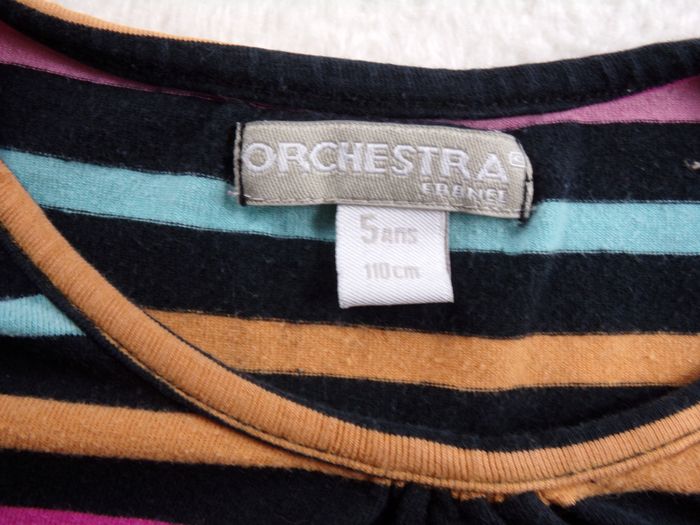 ORCHESTRA
5 ans
110 cm